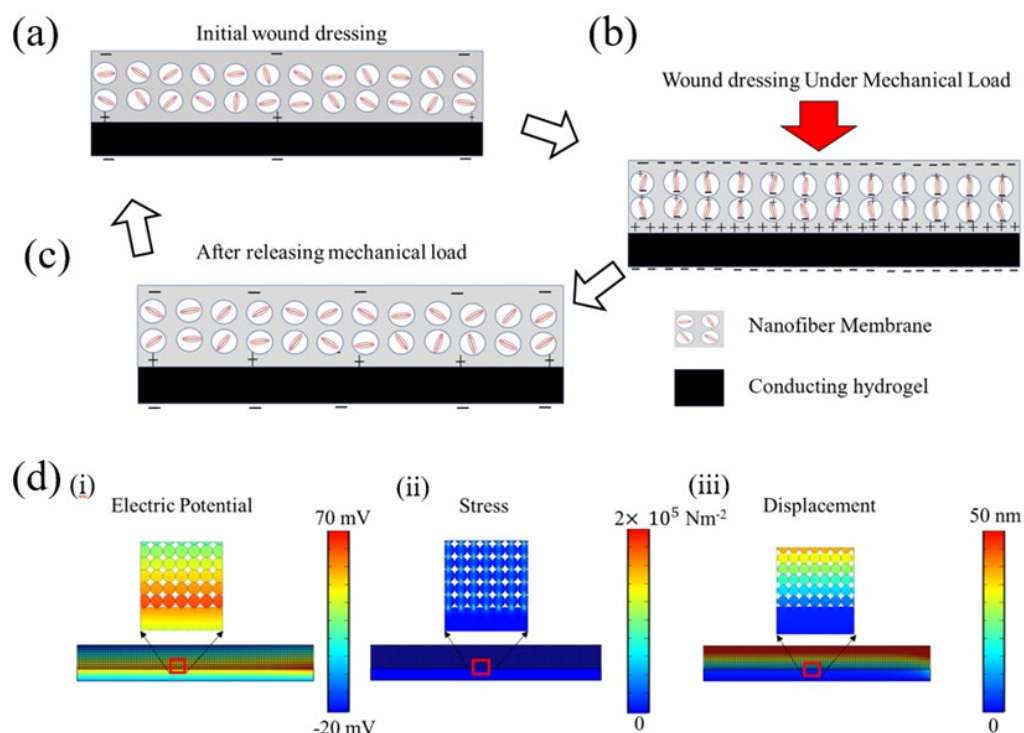 (a)
Initial wound dressing
(b)
Wound dressing Under Mechanical Load
(c)
After releasing mechanical load
Nanofiber Membrane
Conducting hydrogel
(d)
(i)
Electric Potential
70 mV
-20 mV
(ii)
Stress
2× 10⁵ Nm⁻²
0
(iii)
Displacement
50 nm
0